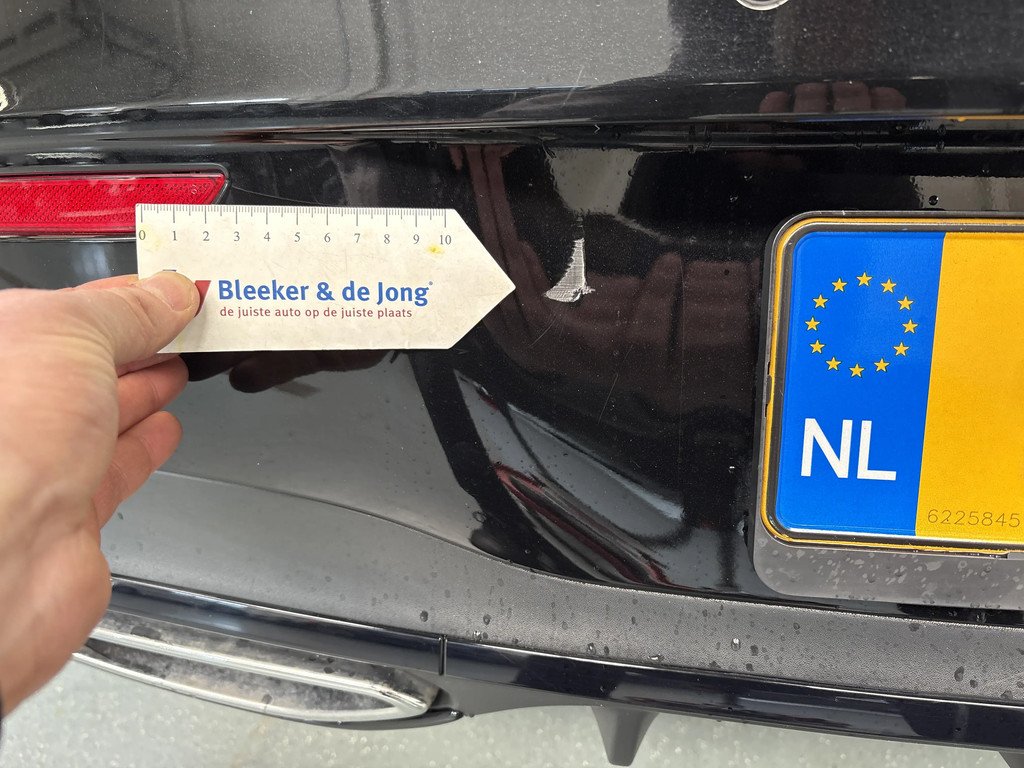 0 1 2 3 4 5 6 7 8 9 10
Bleeker & de Jong®
de juiste auto op de juiste plaats
NL
6225845